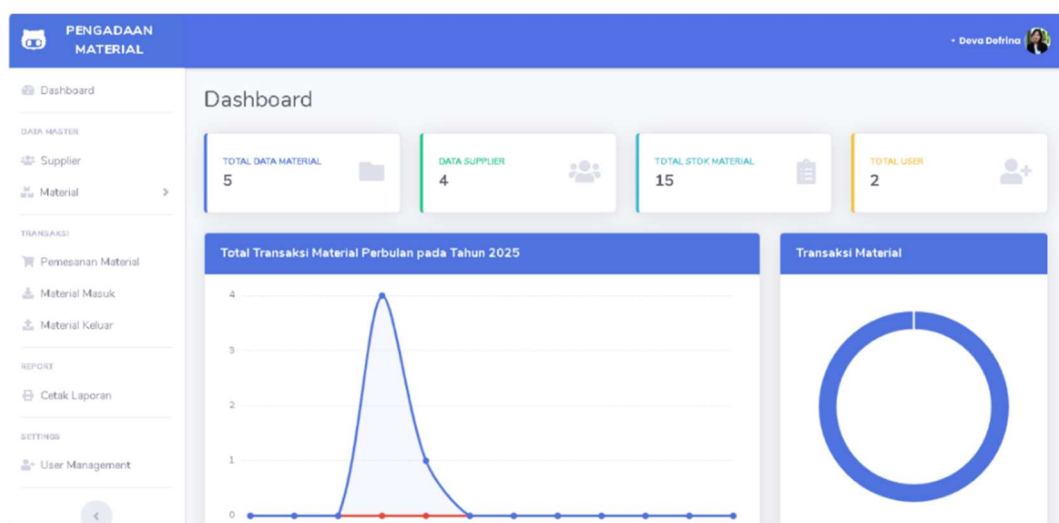 PENGADAAN
MATERIAL
Deva Defrina
Dashboard
DATA MASTER
Supplier
Material
TRANSAKSI
Pemesanan Material
Material Masuk
Material Keluar
REPORT
Cetak Laporan
SETTINGS
User Management
Dashboard
TOTAL DATA MATERIAL
5
DATA SUPPLIER
4
TOTAL STOK MATERIAL
15
TOTAL USER
2
Total Transaksi Material Perbulan pada Tahun 2025
4
3
2
1
0
Transaksi Material